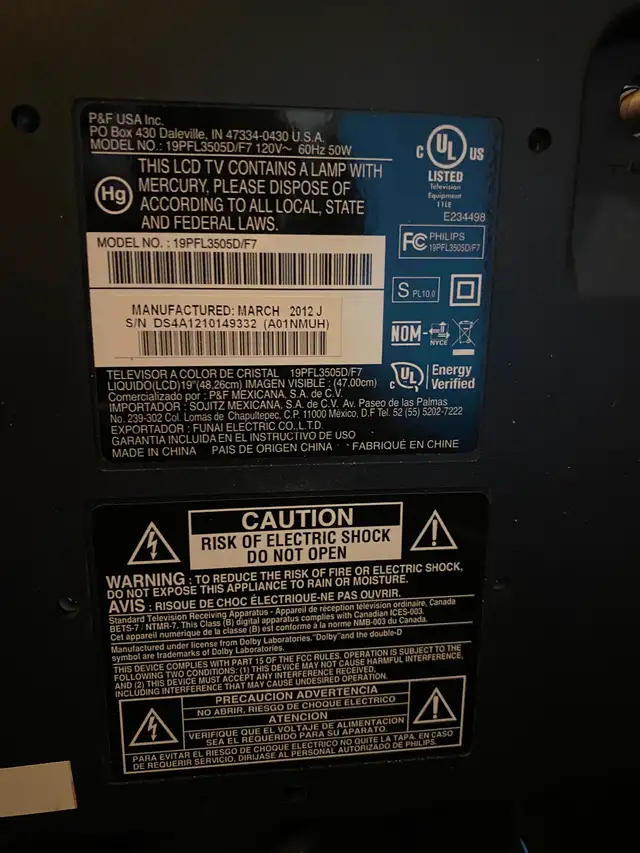 P&F USA Inc.
PO Box 430 Daleville, IN 47334-0430 U.S.A.
MODEL NO.: 19PFL3505D/F7 120V~ 60Hz 50W
Hg
THIS LCD TV CONTAINS A LAMP WITH
MERCURY, PLEASE DISPOSE OF
ACCORDING TO ALL LOCAL, STATE
AND FEDERAL LAWS.
C UL US
LISTED
Television
Equipment
11LE
E234498
FC PHILIPS
19PFL3505D/F7
S PL10.0
NOM NYCE
c UL Energy
Verified
MODEL NO. : 19PFL3505D/F7
MANUFACTURED: MARCH 2012 J
S/N DS4A1210149332 (A01NMUH)
TELEVISOR A COLOR DE CRISTAL 19PFL3505D/F7
LIQUIDO(LCD)19"(48,26cm) IMAGEN VISIBLE : (47,00cm)
Comercializado por : P&F MEXICANA, S.A. de C.V.
IMPORTADOR : SOJITZ MEXICANA, S.A. de C.V. Av. Paseo de las Palmas
No. 239-302 Col. Lomas de Chapultepec, C.P. 11000 México, D.F Tel. 52 (55) 5202-7222
EXPORTADOR : FUNAI ELECTRIC CO.,L.T.D.
GARANTIA INCLUIDA EN EL INSTRUCTIVO DE USO
MADE IN CHINA PAIS DE ORIGEN CHINA FABRIQUÉ EN CHINE
CAUTION
RISK OF ELECTRIC SHOCK
DO NOT OPEN
WARNING : TO REDUCE THE RISK OF FIRE OR ELECTRIC SHOCK,
DO NOT EXPOSE THIS APPLIANCE TO RAIN OR MOISTURE.
AVIS : RISQUE DE CHOC ÉLECTRIQUE-NE PAS OUVRIR.
Standard Television Receiving Apparatus - Appareil de réception télévision ordinaire, Canada
BETS-7 / NTMR-7. This Class (B) digital apparatus complies with Canadian ICES-003.
Cet appareil numérique de la classe (B) est conforme à la norme NMB-003 du Canada.
Manufactured under license from Dolby Laboratories. "Dolby" and the double-D
symbol are trademarks of Dolby Laboratories.
THIS DEVICE COMPLIES WITH PART 15 OF THE FCC RULES. OPERATION IS SUBJECT TO THE
FOLLOWING TWO CONDITIONS: (1) THIS DEVICE MAY NOT CAUSE HARMFUL INTERFERENCE,
AND (2) THIS DEVICE MUST ACCEPT ANY INTERFERENCE RECEIVED,
INCLUDING INTERFERENCE THAT MAY CAUSE UNDESIRED OPERATION.
PRECAUCION ADVERTENCIA
NO ABRIR, RIESGO DE CHOQUE ELECTRICO
ATENCION
VERIFIQUE QUE EL VOLTAJE DE ALIMENTACION
SEA EL REQUERIDO PARA SU APARATO.
PARA EVITAR EL RIESGO DE CHOQUE ELECTRICO NO QUITE LA TAPA, EN CASO
DE REQUERIR SERVICIO, DIRIJASE AL PERSONAL AUTORIZADO DE PHILIPS.